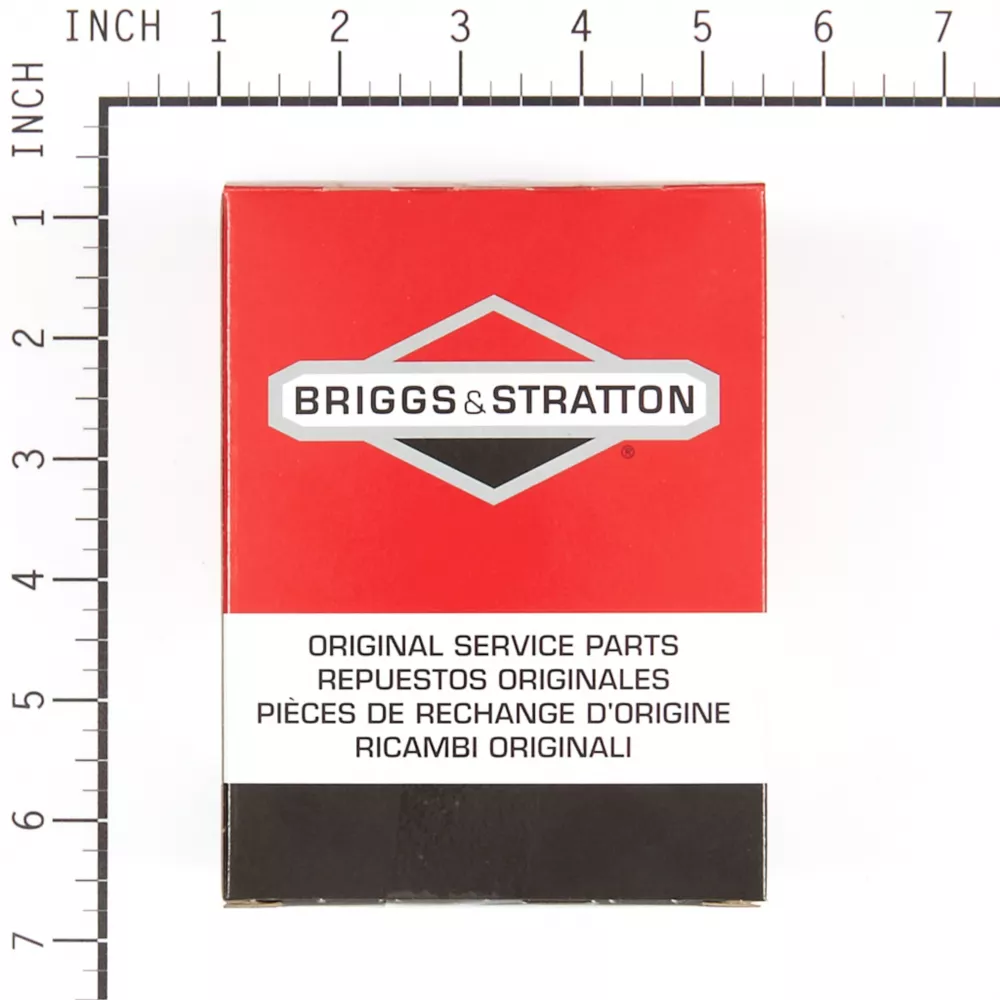 INCH 1 2 3 4 5 6 7
INCH
1
2
3
4
5
6
7
BRIGGS & STRATTON
®
ORIGINAL SERVICE PARTS
REPUESTOS ORIGINALES
PIÈCES DE RECHANGE D'ORIGINE
RICAMBI ORIGINALI